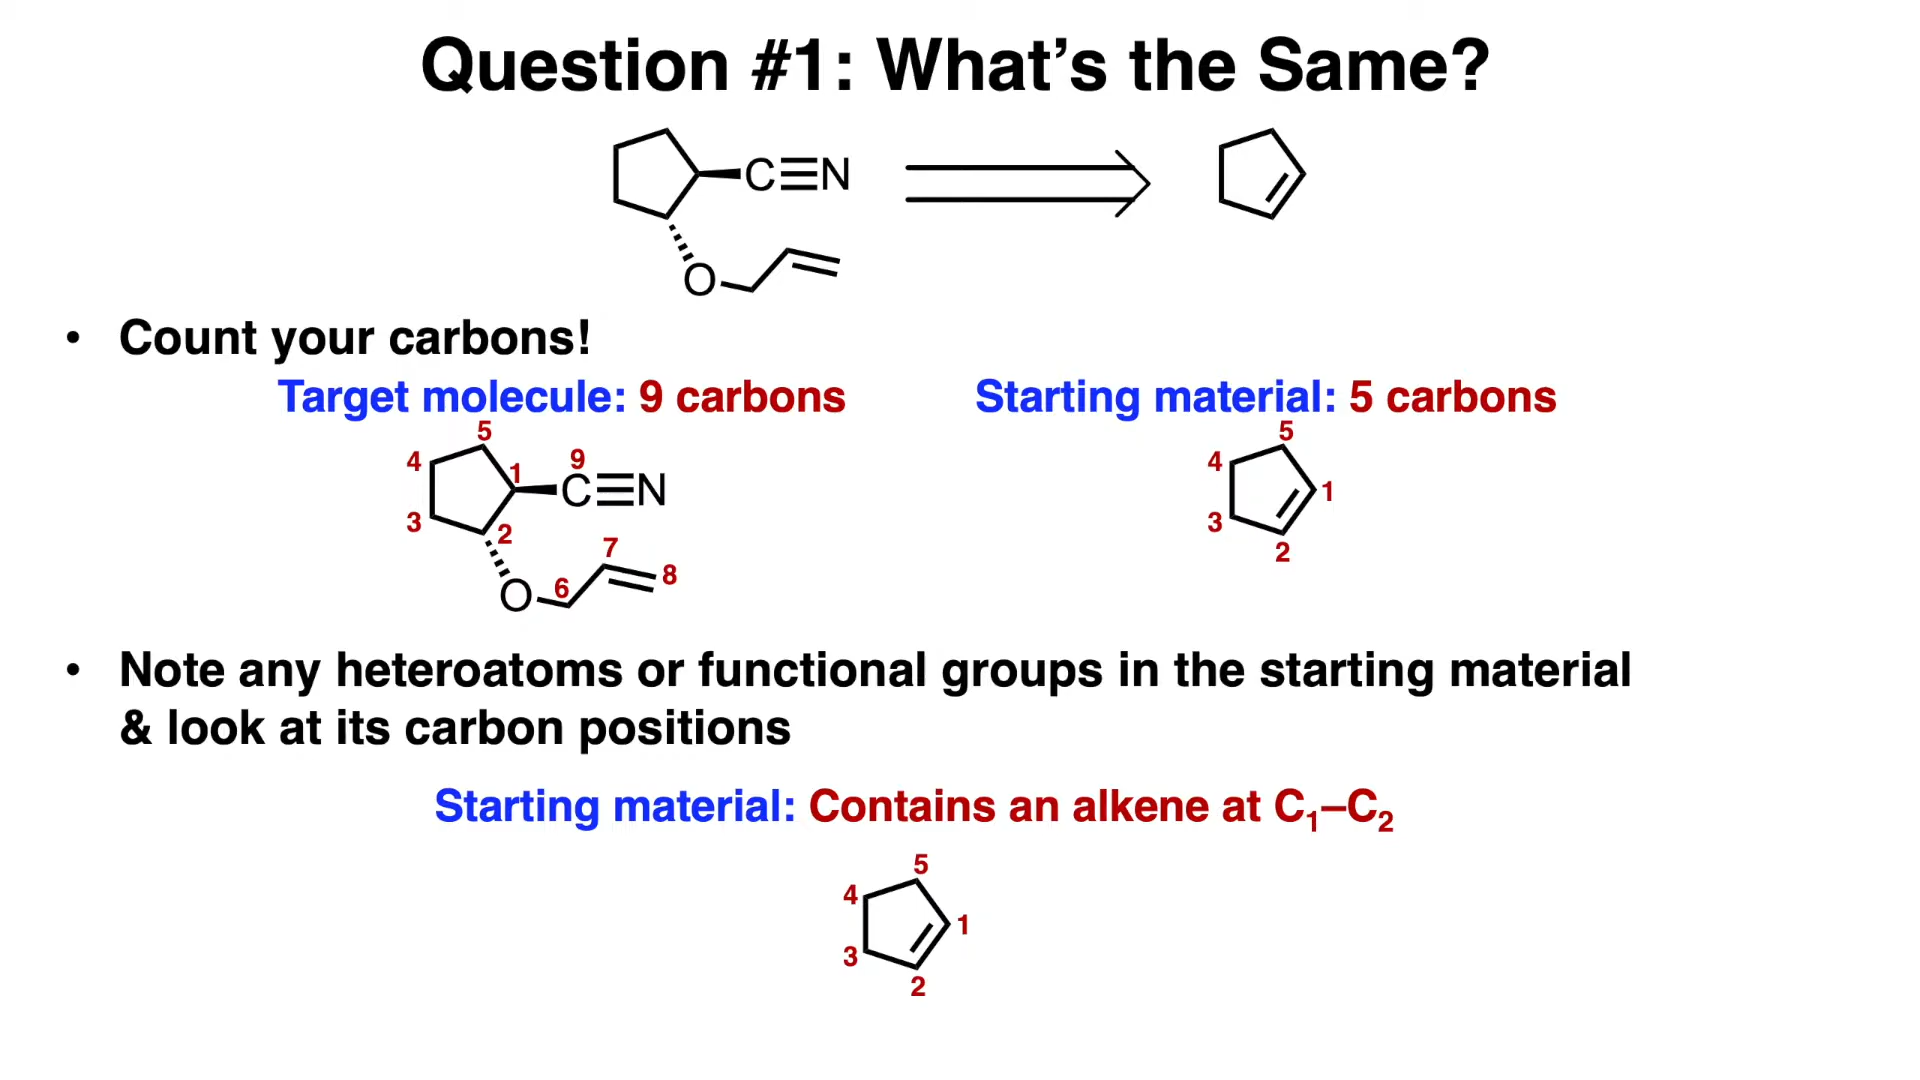 Question #1: What’s the Same?
C≡N
O
• Count your carbons!
Target molecule: 9 carbons
Starting material: 5 carbons
5
4
1
9
C≡N
3
2
7
8
O
6
5
4
1
3
2
• Note any heteroatoms or functional groups in the starting material
& look at its carbon positions
Starting material: Contains an alkene at C₁–C₂
5
4
1
3
2